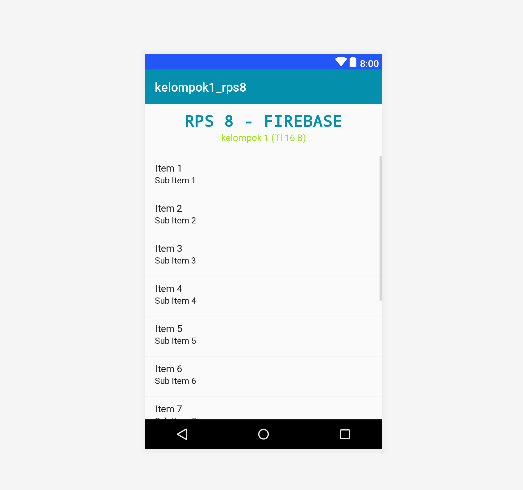 8:00
kelompok1_rps8
RPS 8 - FIREBASE
kelompok 1 (TI 16 B)
Item 1
Sub Item 1
Item 2
Sub Item 2
Item 3
Sub Item 3
Item 4
Sub Item 4
Item 5
Sub Item 5
Item 6
Sub Item 6
Item 7